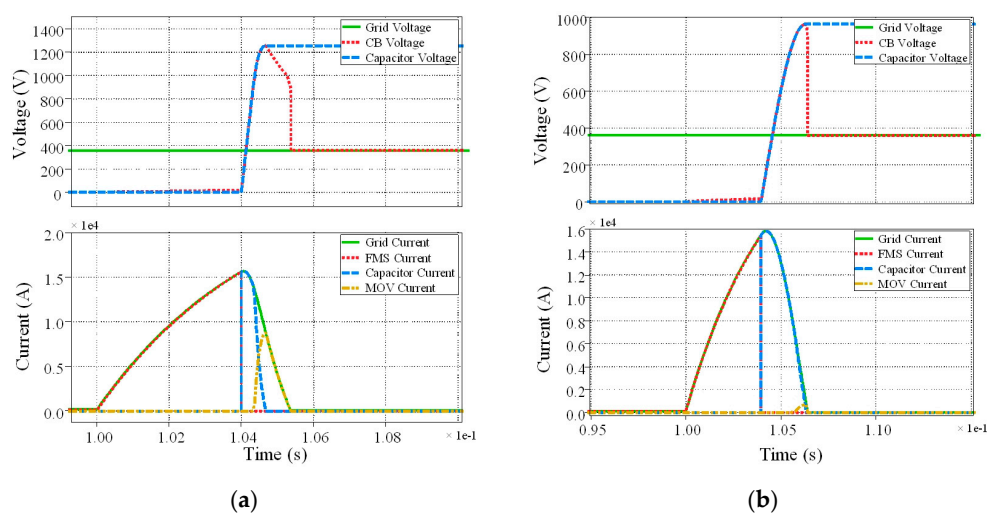 Voltage (V)
1400
1200
1000
800
600
400
200
0
Grid Voltage
CB Voltage
Capacitor Voltage
× 1e4
Current (A)
2.0
1.5
1.0
0.5
0.0
Grid Current
FMS Current
Capacitor Current
MOV Current
1.00 1.02 1.04 1.06 1.08
× 1e-1
Time (s)
(a)
Voltage (V)
1000
800
600
400
200
0
Grid Voltage
CB Voltage
Capacitor Voltage
× 1e4
Current (A)
1.6
1.4
1.2
1.0
0.8
0.6
0.4
0.2
0.0
Grid Current
FMS Current
Capacitor Current
MOV Current
0.95 1.00 1.05 1.10
× 1e-1
Time (s)
(b)